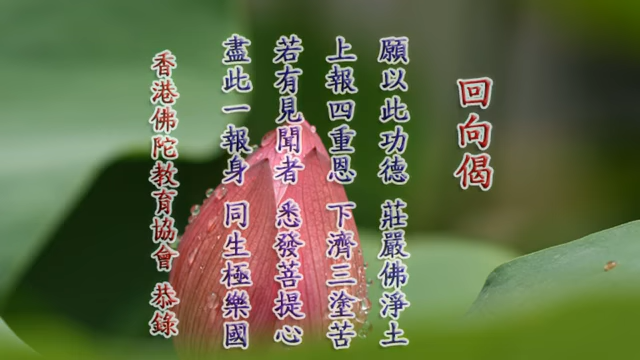 回向偈
願以此功德 莊嚴佛淨土
上報四重恩 下濟三塗苦
若有見聞者 悉發菩提心
盡此一報身 同生極樂國
香港佛陀教育協會 恭錄